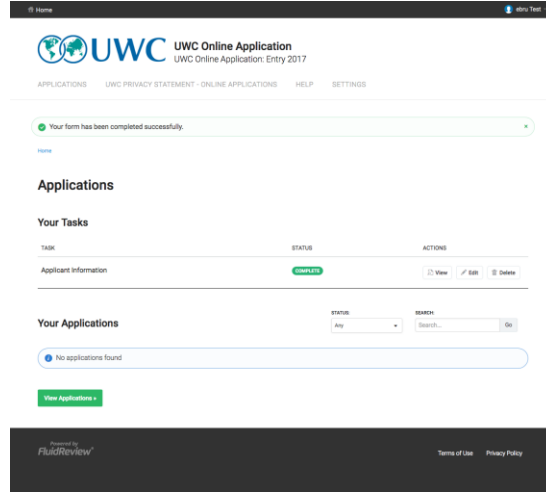 Home
ebru Test
UWC
UWC Online Application
UWC Online Application: Entry 2017
APPLICATIONS UWC PRIVACY STATEMENT - ONLINE APPLICATIONS HELP SETTINGS
Your form has been completed successfully. ×
Home
Applications
Your Tasks
TASK STATUS ACTIONS
Applicant Information COMPLETE View Edit Delete
STATUS: SEARCH:
Your Applications Any Search... Go
No applications found
View Applications »
Powered by
FluidReview
Terms of Use Privacy Policy